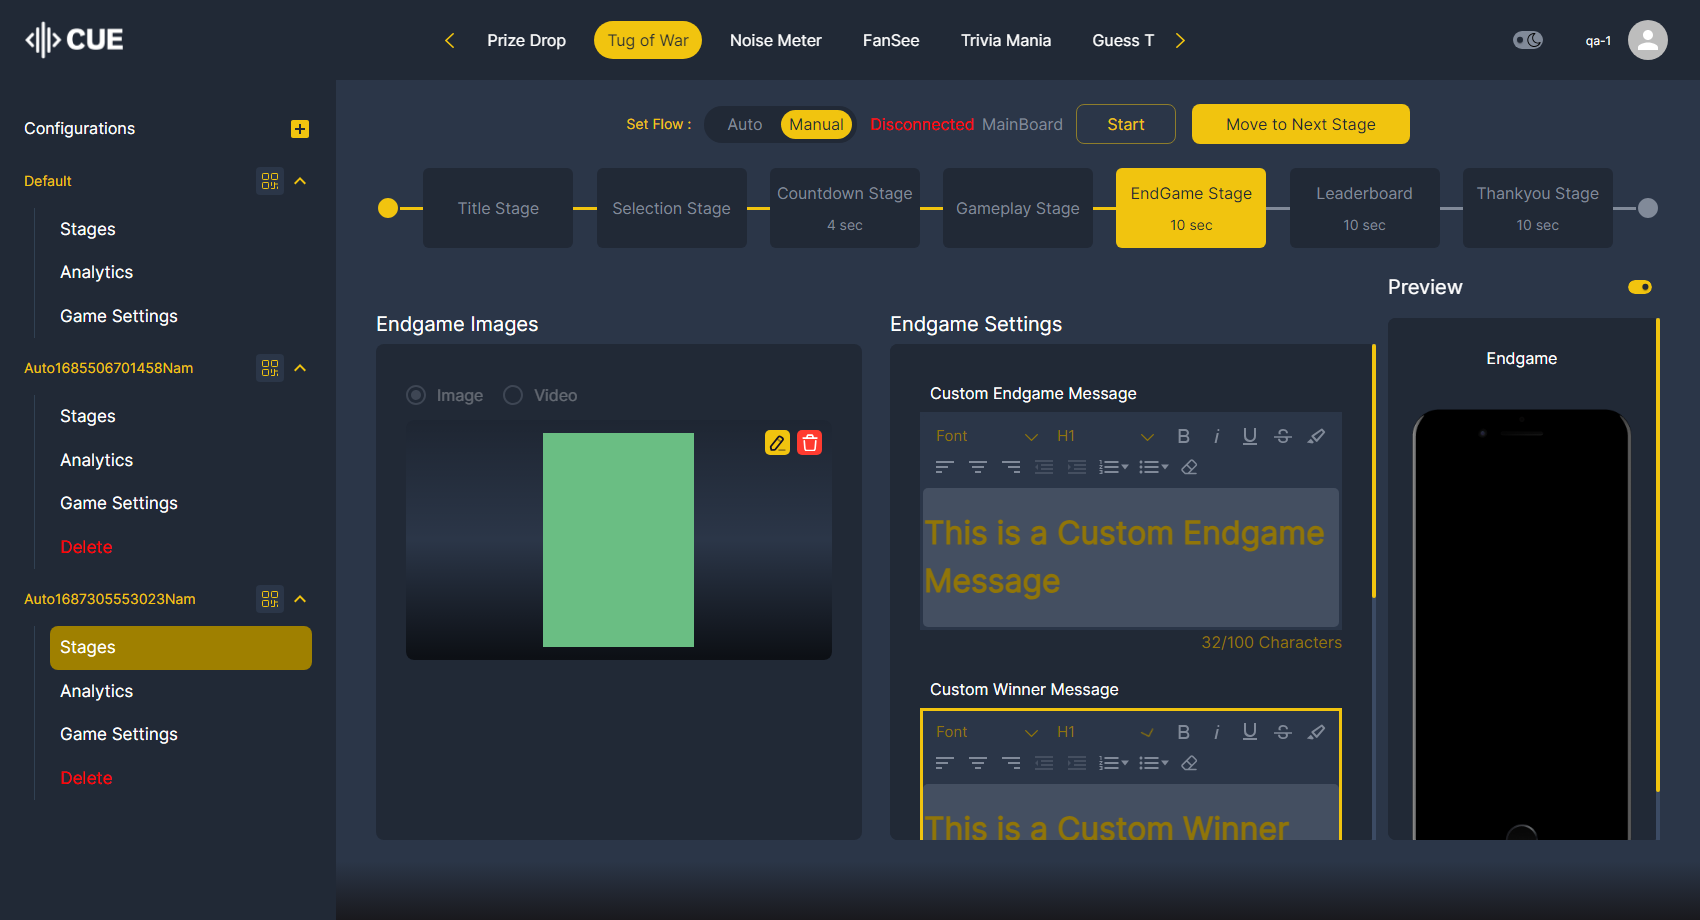 CUE
Prize Drop
Tug of War
Noise Meter
FanSee
Trivia Mania
Guess T
qa-1
Configurations
Default
Stages
Analytics
Game Settings
Auto1685506701458Nam
Stages
Analytics
Game Settings
Delete
Auto1687305553023Nam
Stages
Analytics
Game Settings
Delete
Set Flow :
Auto
Manual
Disconnected MainBoard
Start
Move to Next Stage
Title Stage
Selection Stage
Countdown Stage
4 sec
Gameplay Stage
EndGame Stage
10 sec
Leaderboard
10 sec
Thankyou Stage
10 sec
Endgame Images
Image
Video
Endgame Settings
Custom Endgame Message
Font
H1
B
i
U
S
This is a Custom Endgame
Message
32/100 Characters
Custom Winner Message
Font
H1
B
i
U
S
This is a Custom Winner
Preview
Endgame